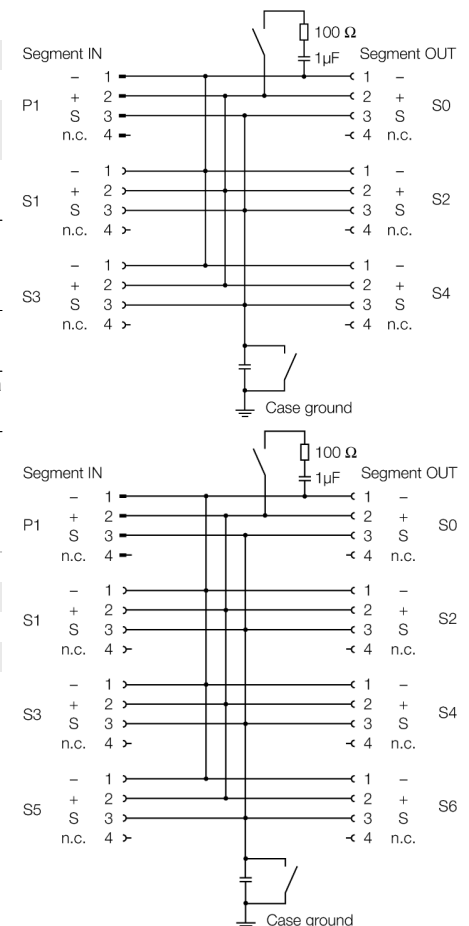 100 Ω
1µF
Segment IN Segment OUT
– 1 1 –
P1 + 2 2 + S0
S 3 3 S
n.c. 4 4 n.c.
– 1 1 –
S1 + 2 2 + S2
S 3 3 S
n.c. 4 4 n.c.
– 1 1 –
S3 + 2 2 + S4
S 3 3 S
n.c. 4 4 n.c.
Case ground
100 Ω
1µF
Segment IN Segment OUT
– 1 1 –
P1 + 2 2 + S0
S 3 3 S
n.c. 4 4 n.c.
– 1 1 –
S1 + 2 2 + S2
S 3 3 S
n.c. 4 4 n.c.
– 1 1 –
S3 + 2 2 + S4
S 3 3 S
n.c. 4 4 n.c.
– 1 1 –
S5 + 2 2 + S6
S 3 3 S
n.c. 4 4 n.c.
Case ground